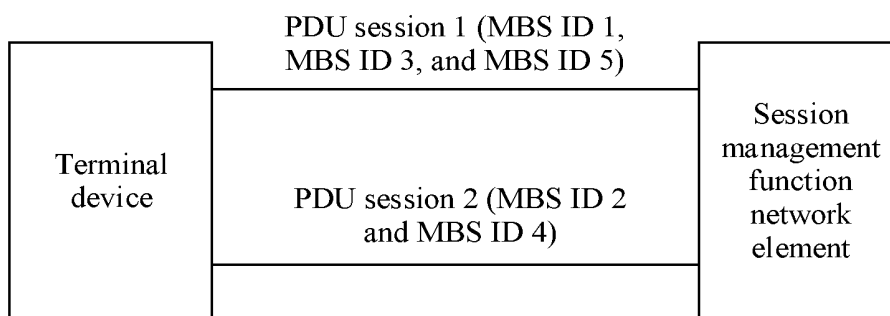 PDU session 1 (MBS ID 1,
MBS ID 3, and MBS ID 5)
Terminal
device
PDU session 2 (MBS ID 2
and MBS ID 4)
Session
management
function
network
element